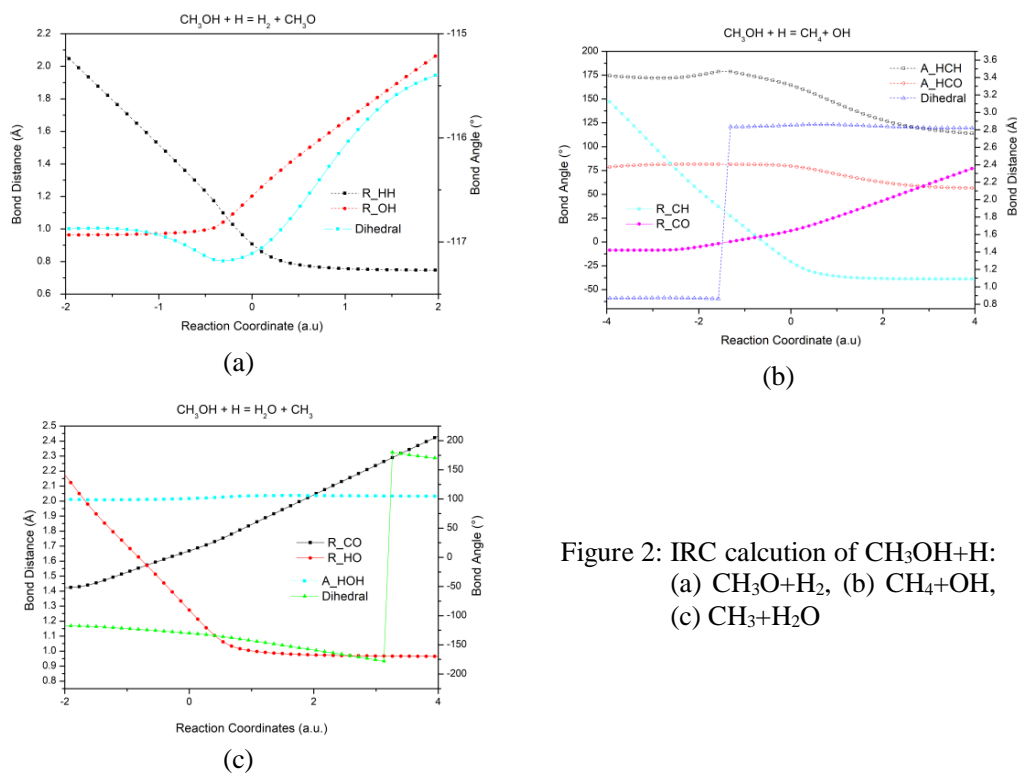 CH₃OH + H = H₂ + CH₃O
2.2
2.0
1.8
1.6
1.4
1.2
1.0
0.8
0.6
Bond Distance (Å)
-115
-116
-117
Bond Angle (°)
R_HH
R_OH
Dihedral
-2 -1 0 1 2
Reaction Coordinate (a.u)
(a)
CH₃OH + H = CH₄+ OH
200
175
150
125
100
75
50
25
0
-25
-50
Bond Angle (°)
3.8
3.6
3.4
3.2
3.0
2.8
2.6
2.4
2.2
2.0
1.8
1.6
1.4
1.2
1.0
0.8
Bond Distance (Å)
A_HCH
A_HCO
Dihedral
R_CH
R_CO
-4 -2 0 2 4
Reaction Coordinate (a.u)
(b)
CH₃OH + H = H₂O + CH₃
2.5
2.4
2.3
2.2
2.1
2.0
1.9
1.8
1.7
1.6
1.5
1.4
1.3
1.2
1.1
1.0
0.9
0.8
Bond Distance (Å)
200
150
100
50
0
-50
-100
-150
-200
Bond Angle (°)
R_CO
R_HO
A_HOH
Dihedral
-2 0 2 4
Reaction Coordinates (a.u.)
(c)
Figure 2: IRC calcution of CH₃OH+H:
(a) CH₃O+H₂, (b) CH₄+OH,
(c) CH₃+H₂O